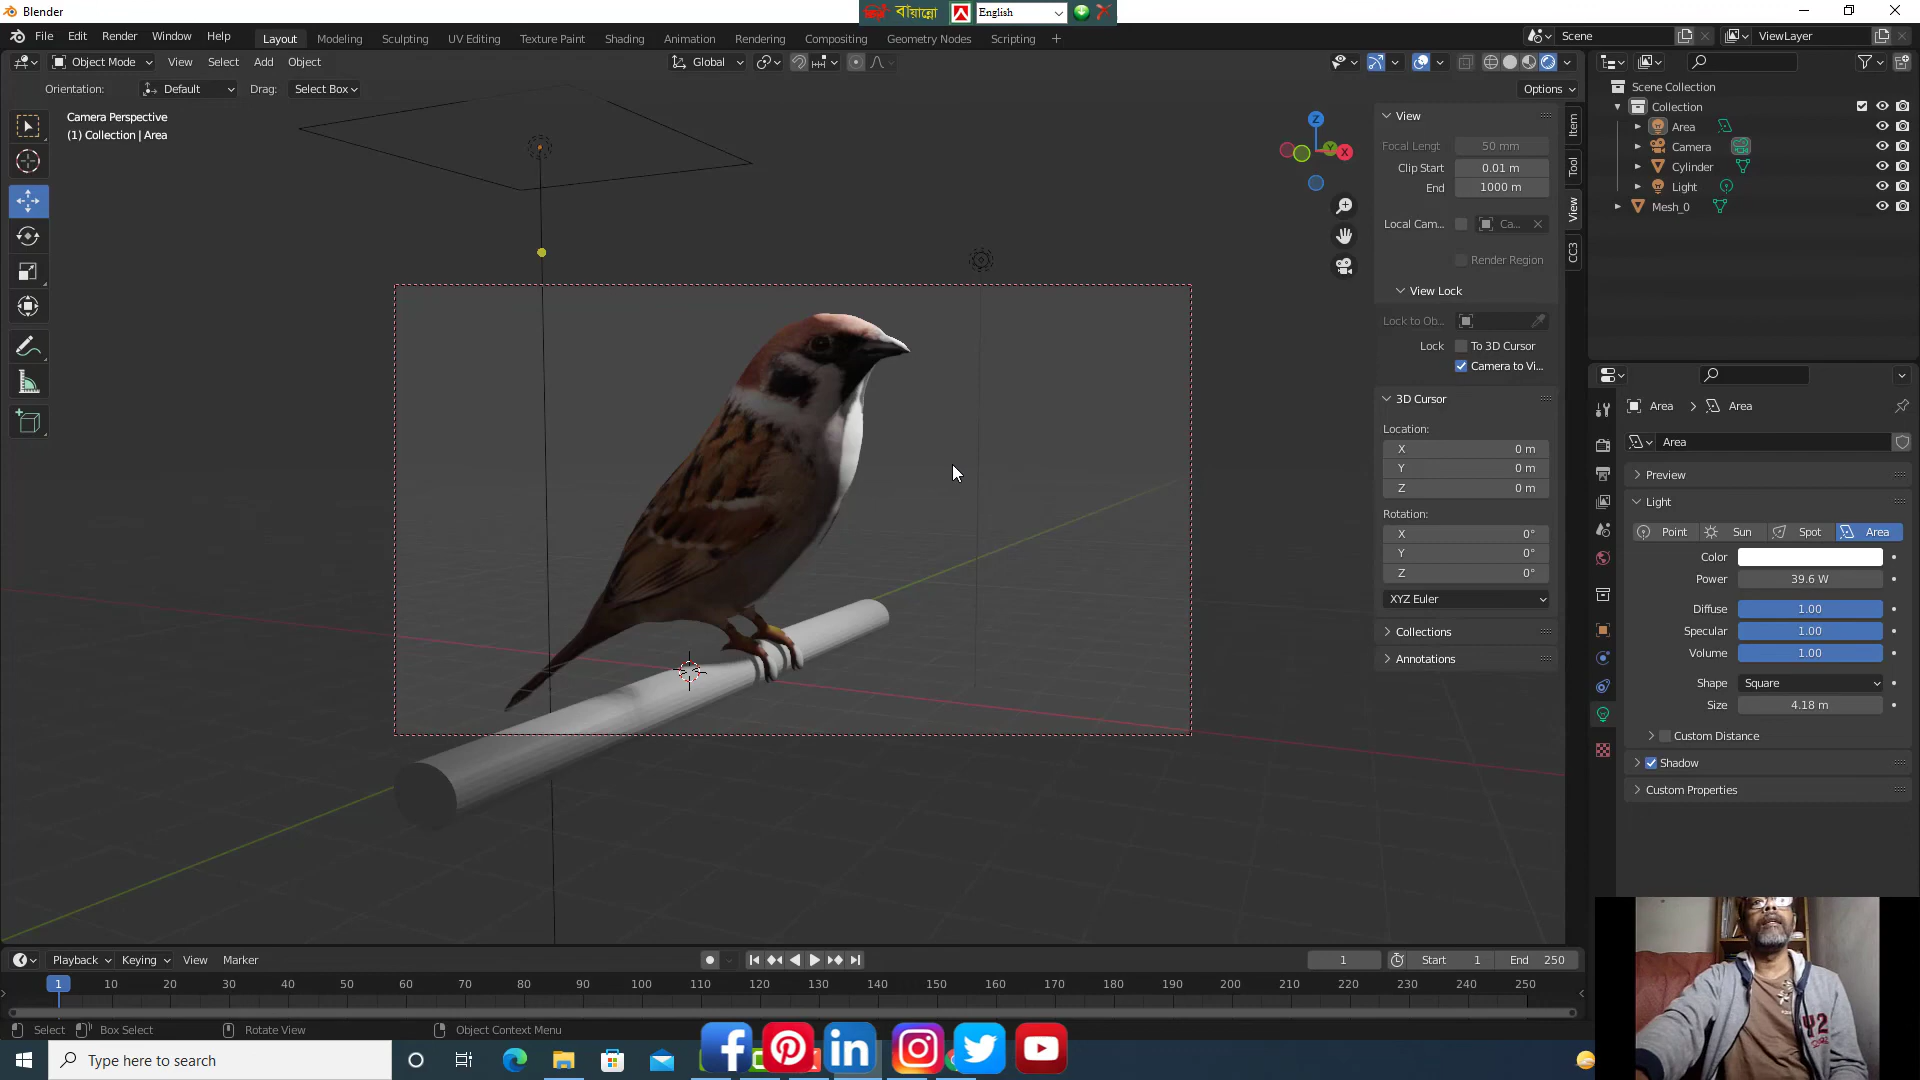 Blender
বাঁয়ান্নো
English
File Edit Render Window Help
Layout Modeling Sculpting UV Editing Texture Paint Shading Animation Rendering Compositing Geometry Nodes Scripting +
Scene
ViewLayer
Object Mode View Select Add Object
Global
Orientation: Default Drag: Select Box
Options
Camera Perspective
(1) Collection | Area
Z
Y
X
View
Focal Lengt 50 mm
Clip Start 0.01 m
End 1000 m
Local Cam... Ca...
Render Region
View Lock
Lock to Ob...
Lock To 3D Cursor
Camera to Vi...
3D Cursor
Location:
X 0 m
Y 0 m
Z 0 m
Rotation:
X 0°
Y 0°
Z 0°
XYZ Euler
Collections
Annotations
Item
Tool
View
CC3
Scene Collection
Collection
Area
Camera
Cylinder
Light
Mesh_0
Area > Area
Area
Preview
Light
Point Sun Spot Area
Color
Power 39.6 W
Diffuse 1.00
Specular 1.00
Volume 1.00
Shape Square
Size 4.18 m
Custom Distance
Shadow
Custom Properties
Playback Keying View Marker
1 Start 1 End 250
1 10 20 30 40 50 60 70 80 90 100 110 120 130 140 150 160 170 180 190 200 210 220 230 240 250
Select Box Select Rotate View Object Context Menu
Type here to search